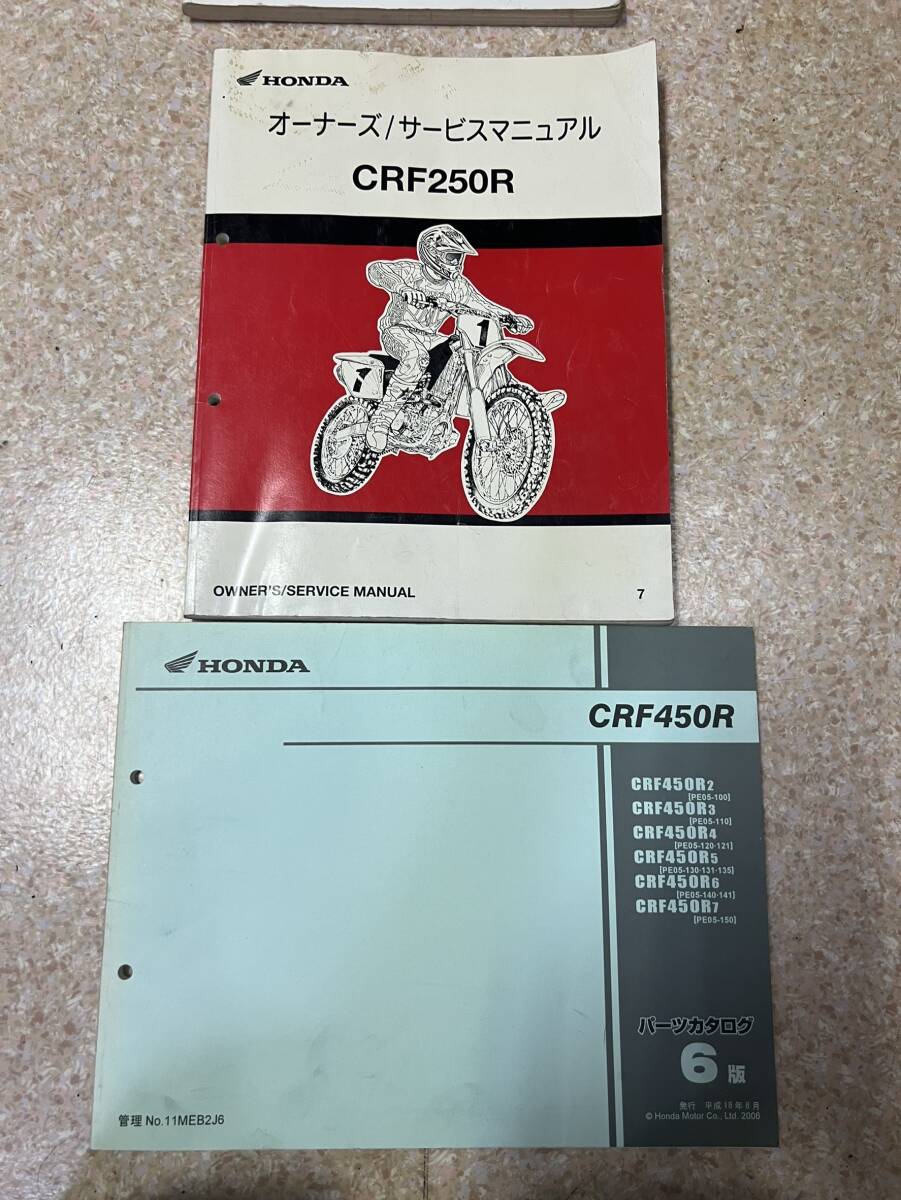 HONDA
オーナーズ/サービスマニュアル
CRF250R
1
1
OWNER'S/SERVICE MANUAL 7
HONDA
CRF450R
CRF450R2
[PE05-100]
CRF450R3
[PE05-110]
CRF450R4
[PE05-120·121]
CRF450R5
[PE05-130·131·135]
CRF450R6
[PE05-140·141]
CRF450R7
[PE05-150]
パーツカタログ
6版
発行 平成18年8月
© Honda Motor Co., Ltd. 2006
管理 No.11MEB2J6